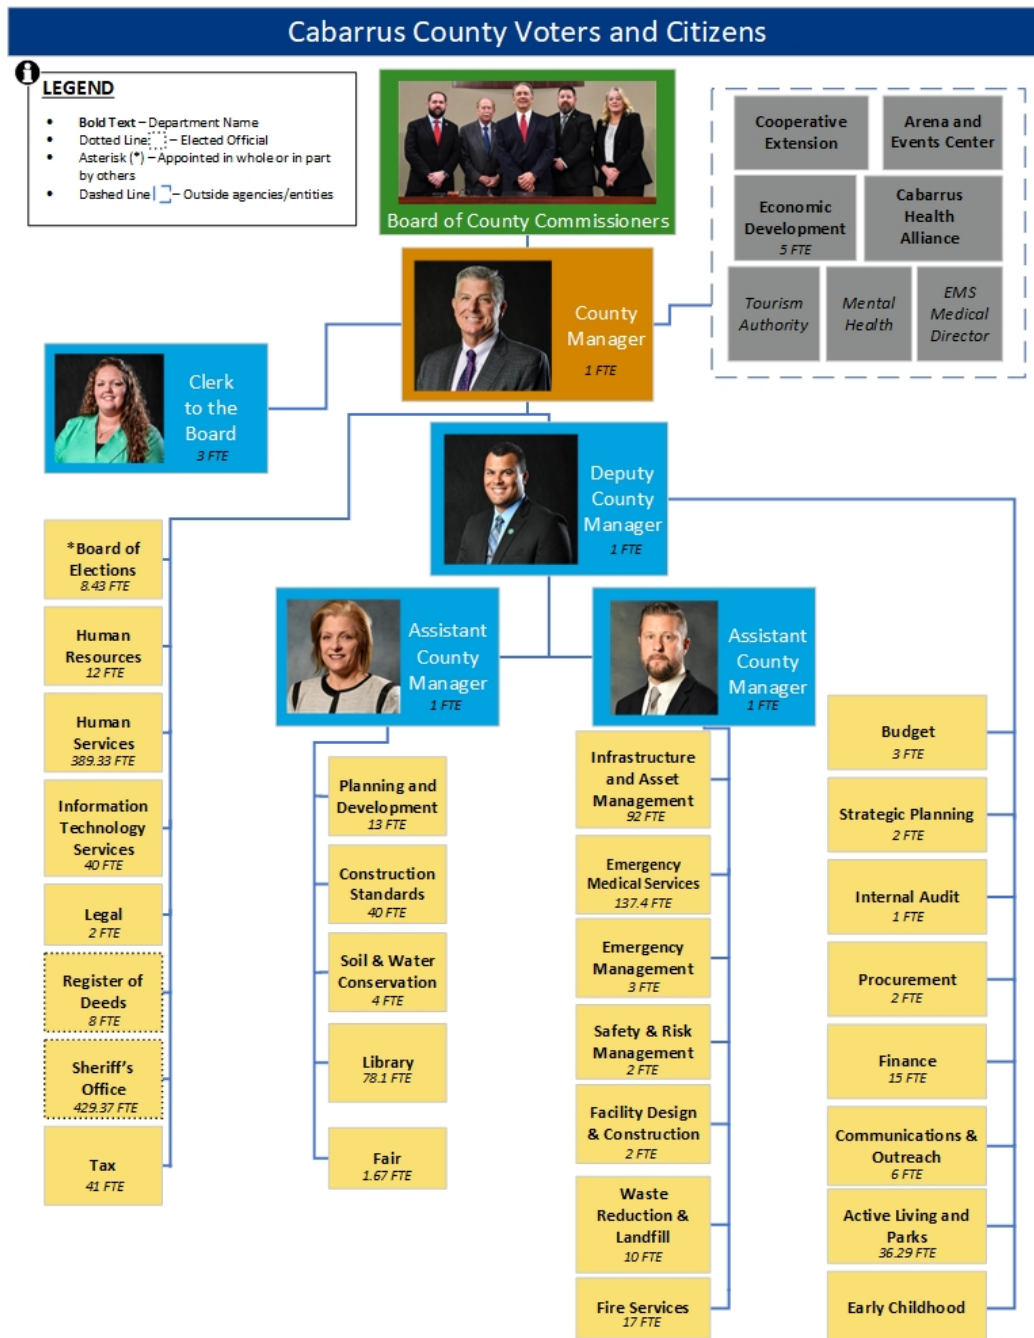 Cabarrus County Voters and Citizens
LEGEND
• Bold Text – Department Name
• Dotted Line – Elected Official
• Asterisk (*) – Appointed in whole or in part
by others
• Dashed Line – Outside agencies/entities
Board of County Commissioners
Cooperative
Extension
Arena and
Events Center
Economic
Development
5 FTE
Cabarrus
Health
Alliance
Tourism
Authority
Mental
Health
EMS
Medical
Director
County
Manager
1 FTE
Clerk
to the
Board
3 FTE
Deputy
County
Manager
1 FTE
Assistant
County
Manager
1 FTE
Assistant
County
Manager
1 FTE
*Board of
Elections
8.43 FTE
Human
Resources
12 FTE
Human
Services
389.33 FTE
Information
Technology
Services
40 FTE
Legal
2 FTE
Register of
Deeds
8 FTE
Sheriff's
Office
429.37 FTE
Tax
41 FTE
Planning and
Development
13 FTE
Construction
Standards
40 FTE
Soil & Water
Conservation
4 FTE
Library
78.1 FTE
Fair
1.67 FTE
Infrastructure
and Asset
Management
92 FTE
Emergency
Medical Services
137.4 FTE
Emergency
Management
3 FTE
Safety & Risk
Management
2 FTE
Facility Design
& Construction
2 FTE
Waste
Reduction &
Landfill
10 FTE
Fire Services
17 FTE
Budget
3 FTE
Strategic Planning
2 FTE
Internal Audit
1 FTE
Procurement
2 FTE
Finance
15 FTE
Communications &
Outreach
6 FTE
Active Living and
Parks
36.29 FTE
Early Childhood